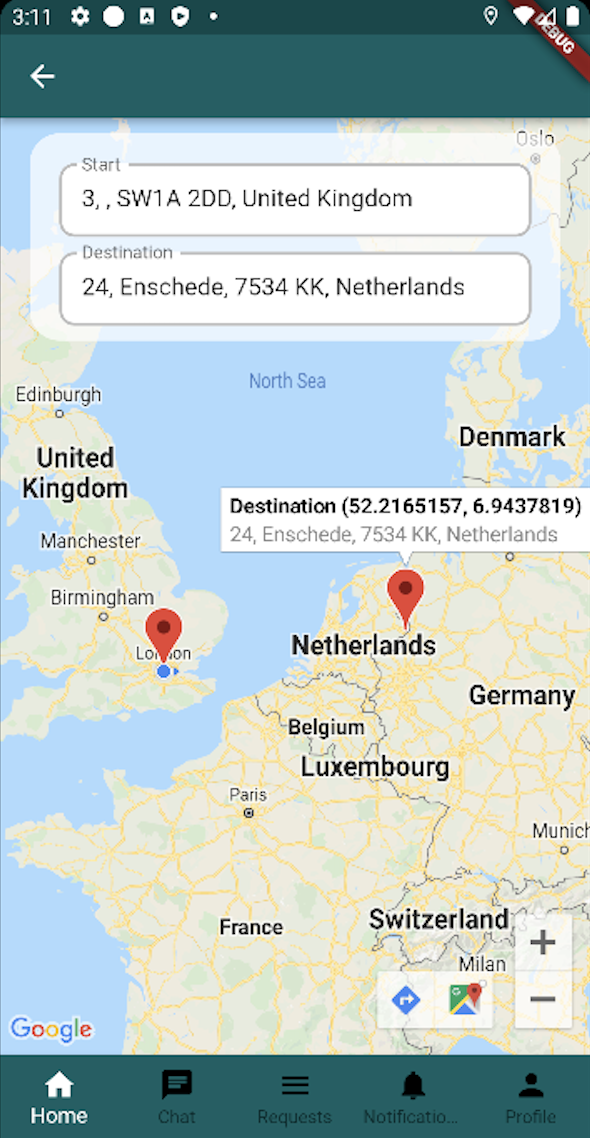 3:11
DEBUG
Oslo
Start
3, , SW1A 2DD, United Kingdom
Destination
24, Enschede, 7534 KK, Netherlands
North Sea
Edinburgh
Denmark
United
Kingdom
Destination (52.2165157, 6.9437819)
24, Enschede, 7534 KK, Netherlands
Manchester
Birmingham
London
Netherlands
Germany
Belgium
Luxembourg
Paris
Munich
France
Switzerland
Milan
Google
Home
Chat
Requests
Notificatio...
Profile